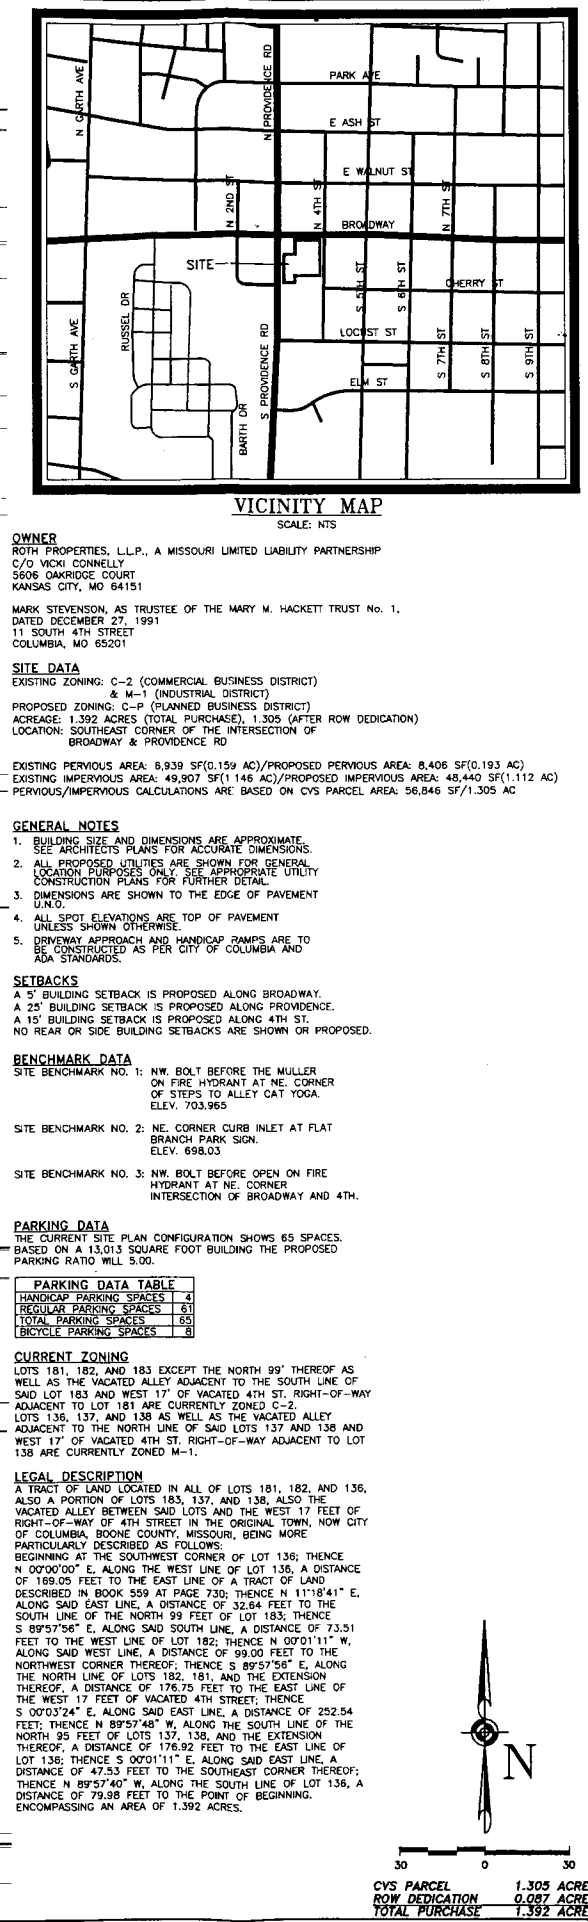 N GARTH AVE
N PROVIDENCE RD
PARK AVE
E ASH ST
E WALNUT ST
N 2ND ST
N 4TH ST
N 7TH ST
BROADWAY
SITE
S 5TH ST
S 6TH ST
CHERRY ST
RUSSEL DR
S GARTH AVE
S PROVIDENCE RD
LOCUST ST
S 7TH ST
S 8TH ST
S 9TH ST
ELM ST
BARTH DR
VICINITY MAP
SCALE: NTS
OWNER
ROTH PROPERTIES, L.L.P., A MISSOURI LIMITED LIABILITY PARTNERSHIP
C/O VICKI CONNELLY
5606 OAKRIDGE COURT
KANSAS CITY, MO 64151
MARK STEVENSON, AS TRUSTEE OF THE MARY M. HACKETT TRUST No. 1,
DATED DECEMBER 27, 1991
11 SOUTH 4TH STREET
COLUMBIA, MO 65201
SITE DATA
EXISTING ZONING: C-2 (COMMERCIAL BUSINESS DISTRICT)
& M-1 (INDUSTRIAL DISTRICT)
PROPOSED ZONING: C-P (PLANNED BUSINESS DISTRICT)
ACREAGE: 1.392 ACRES (TOTAL PURCHASE), 1.305 (AFTER ROW DEDICATION)
LOCATION: SOUTHEAST CORNER OF THE INTERSECTION OF
BROADWAY & PROVIDENCE RD
EXISTING PERVIOUS AREA: 6,939 SF(0.159 AC)/PROPOSED PERVIOUS AREA: 8,406 SF(0.193 AC)
EXISTING IMPERVIOUS AREA: 49,907 SF(1 146 AC)/PROPOSED IMPERVIOUS AREA: 48,440 SF(1.112 AC)
PERVIOUS/IMPERVIOUS CALCULATIONS ARE BASED ON CVS PARCEL AREA: 56,846 SF/1.305 AC
GENERAL NOTES
1. BUILDING SIZE AND DIMENSIONS ARE APPROXIMATE.
SEE ARCHITECTS PLANS FOR ACCURATE DIMENSIONS.
2. ALL PROPOSED UTILITIES ARE SHOWN FOR GENERAL
LOCATION PURPOSES ONLY. SEE APPROPRIATE UTILITY
CONSTRUCTION PLANS FOR FURTHER DETAIL.
3. DIMENSIONS ARE SHOWN TO THE EDGE OF PAVEMENT
U.N.O.
4. ALL SPOT ELEVATIONS ARE TOP OF PAVEMENT
UNLESS SHOWN OTHERWISE.
5. DRIVEWAY APPROACH AND HANDICAP RAMPS ARE TO
BE CONSTRUCTED AS PER CITY OF COLUMBIA AND
ADA STANDARDS.
SETBACKS
A 5' BUILDING SETBACK IS PROPOSED ALONG BROADWAY.
A 25' BUILDING SETBACK IS PROPOSED ALONG PROVIDENCE.
A 15' BUILDING SETBACK IS PROPOSED ALONG 4TH ST.
NO REAR OR SIDE BUILDING SETBACKS ARE SHOWN OR PROPOSED.
BENCHMARK DATA
SITE BENCHMARK NO. 1: NW. BOLT BEFORE THE MULLER
ON FIRE HYDRANT AT NE. CORNER
OF STEPS TO ALLEY CAT YOGA.
ELEV. 703.965
SITE BENCHMARK NO. 2: NE. CORNER CURB INLET AT FLAT
BRANCH PARK SIGN.
ELEV. 698.03
SITE BENCHMARK NO. 3: NW. BOLT BEFORE OPEN ON FIRE
HYDRANT AT NE. CORNER
INTERSECTION OF BROADWAY AND 4TH.
PARKING DATA
THE CURRENT SITE PLAN CONFIGURATION SHOWS 65 SPACES.
BASED ON A 13,013 SQUARE FOOT BUILDING THE PROPOSED
PARKING RATIO WILL 5.00.
PARKING DATA TABLE
HANDICAP PARKING SPACES 4
REGULAR PARKING SPACES 61
TOTAL PARKING SPACES 65
BICYCLE PARKING SPACES 8
CURRENT ZONING
LOTS 181, 182, AND 183 EXCEPT THE NORTH 99' THEREOF AS
WELL AS THE VACATED ALLEY ADJACENT TO THE SOUTH LINE OF
SAID LOT 183 AND WEST 17' OF VACATED 4TH ST. RIGHT-OF-WAY
ADJACENT TO LOT 181 ARE CURRENTLY ZONED C-2.
LOTS 136, 137, AND 138 AS WELL AS THE VACATED ALLEY
ADJACENT TO THE NORTH LINE OF SAID LOTS 137 AND 138 AND
WEST 17' OF VACATED 4TH ST. RIGHT-OF-WAY ADJACENT TO LOT
138 ARE CURRENTLY ZONED M-1.
LEGAL DESCRIPTION
A TRACT OF LAND LOCATED IN ALL OF LOTS 181, 182, AND 136,
ALSO A PORTION OF LOTS 183, 137, AND 138, ALSO THE
VACATED ALLEY BETWEEN SAID LOTS AND THE WEST 17 FEET OF
RIGHT-OF-WAY OF 4TH STREET IN THE ORIGINAL TOWN, NOW CITY
OF COLUMBIA, BOONE COUNTY, MISSOURI, BEING MORE
PARTICULARLY DESCRIBED AS FOLLOWS:
BEGINNING AT THE SOUTHWEST CORNER OF LOT 136; THENCE
N 00°00'00" E, ALONG THE WEST LINE OF LOT 136, A DISTANCE
OF 169.05 FEET TO THE EAST LINE OF A TRACT OF LAND
DESCRIBED IN BOOK 559 AT PAGE 730; THENCE N 11°18'41" E,
ALONG SAID EAST LINE, A DISTANCE OF 32.64 FEET TO THE
SOUTH LINE OF THE NORTH 99 FEET OF LOT 183; THENCE
S 89°57'56" E, ALONG SAID SOUTH LINE, A DISTANCE OF 73.51
FEET TO THE WEST LINE OF LOT 182; THENCE N 00°01'11" W,
ALONG SAID WEST LINE, A DISTANCE OF 99.00 FEET TO THE
NORTHWEST CORNER THEREOF; THENCE S 89°57'56" E, ALONG
THE NORTH LINE OF LOTS 182, 181, AND THE EXTENSION
THEREOF, A DISTANCE OF 176.75 FEET TO THE EAST LINE OF
THE WEST 17 FEET OF VACATED 4TH STREET; THENCE
S 00°03'24" E, ALONG SAID EAST LINE, A DISTANCE OF 252.54
FEET; THENCE N 89°57'48" W, ALONG THE SOUTH LINE OF THE
NORTH 95 FEET OF LOTS 137, 138, AND THE EXTENSION
THEREOF, A DISTANCE OF 176.92 FEET TO THE EAST LINE OF
LOT 136; THENCE S 00°01'11" E, ALONG SAID EAST LINE, A
DISTANCE OF 47.53 FEET TO THE SOUTHEAST CORNER THEREOF;
THENCE N 89°57'40" W, ALONG THE SOUTH LINE OF LOT 136, A
DISTANCE OF 79.98 FEET TO THE POINT OF BEGINNING.
ENCOMPASSING AN AREA OF 1.392 ACRES.
N
30 0 30
CVS PARCEL 1.305 ACRE
ROW DEDICATION 0.087 ACRE
TOTAL PURCHASE 1.392 ACRE